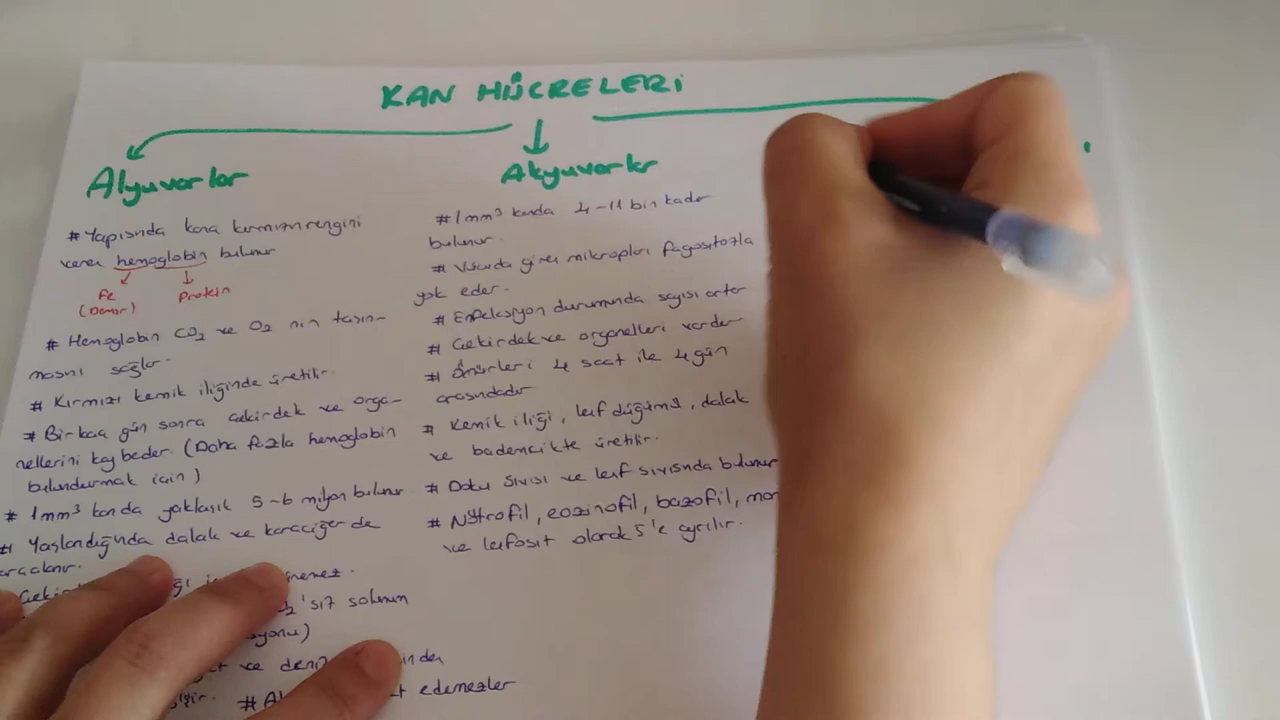 KAN HÜCRELERİ
Alyuvarlar
# Yapısında kana kırmızı rengini
veren hemoglobin bulunur
Fe
(Demir)
Protein
# Hemoglobin CO2 ve O2 nin taşın-
masını sağlar.
# Kırmızı kemik iliğinde üretilir.
# Birkaç gün sonra çekirdek ve orga-
nellerini kaybeder. (Daha fazla hemoglobin
bulundurmak için)
# 1mm³ kanda yaklaşık 5-6 milyon bulunur.
# Yaşlandığında dalak ve karaciğerde
2'siz solunum
edemezler
Akyuvarlar
# 1mm³ kanda 4-11 bin kadar
bulunur.
# Vücuda giren mikropları fagositozla
yok eder.
# Enfeksiyon durumunda sayısı artar
# Çekirdek ve organelleri vardır
# Ömürleri 4 saat ile 4 gün
arasındadır
# Kemik iliği, lenf düğümü, dalak
ve bademcikte üretilir.
# Doku sıvısı ve lenf sıvısında bulunur
# Nötrofil, eozinofil, bazofil, mon
ve lenfosit olarak 5'e ayrılır.